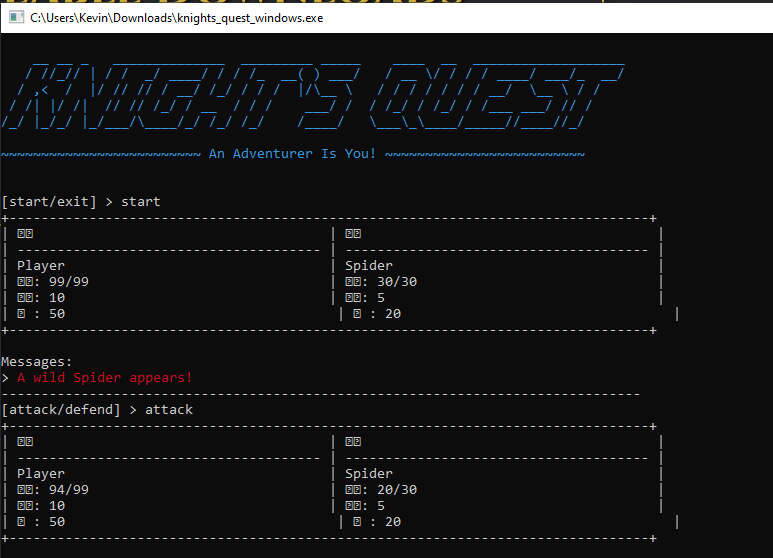 C:\Users\Kevin\Downloads\knights_quest_windows.exe
KNIGHT'S QUEST
~~~~~~~~~~~~~~~~~~~~~~~~~ An Adventurer Is You! ~~~~~~~~~~~~~~~~~~~~~~~~~
[start/exit] > start
Player | Spider
: 99/99 | : 30/30
: 10 | : 5
: 50 | : 20
Messages:
> A wild Spider appears!
[attack/defend] > attack
Player | Spider
: 94/99 | : 20/30
: 10 | : 5
: 50 | : 20